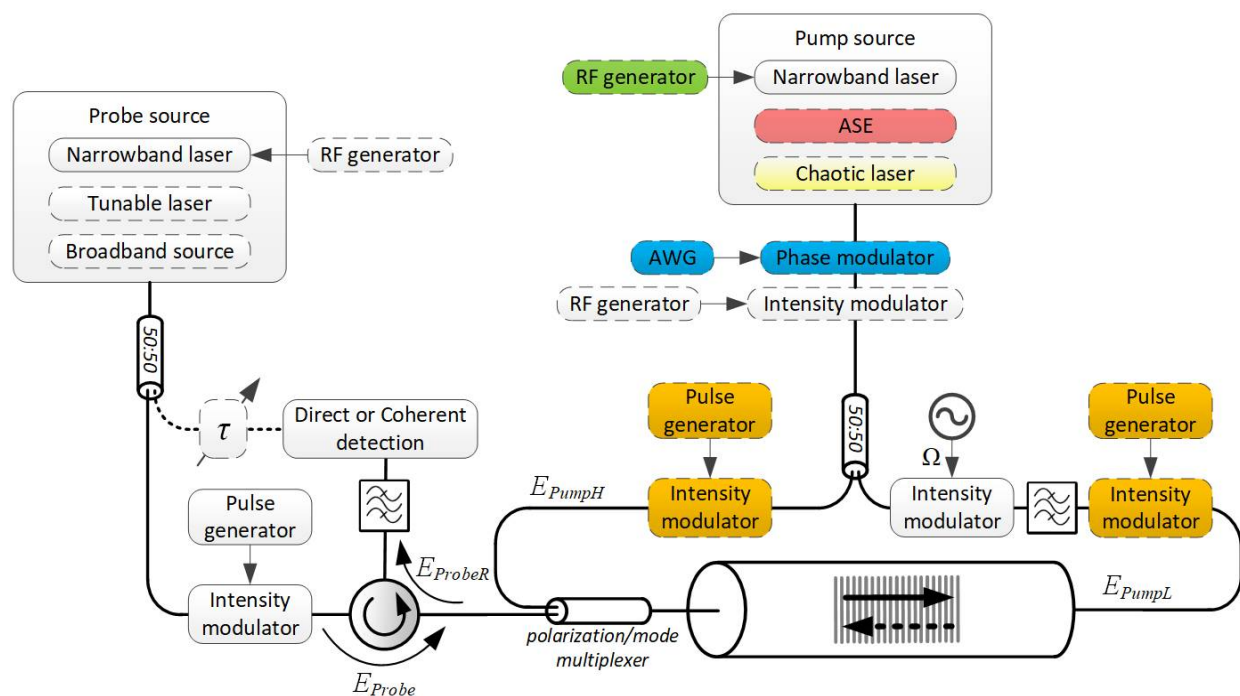 Pump source
RF generator
Narrowband laser
ASE
Chaotic laser
Probe source
Narrowband laser
RF generator
Tunable laser
Broadband source
AWG
Phase modulator
RF generator
Intensity modulator
50:50
τ
Direct or Coherent
detection
50:50
Pulse
generator
Ω
Pulse
generator
E_PumpH
Intensity
modulator
Intensity
modulator
Intensity
modulator
Pulse
generator
E_ProbeR
E_PumpL
Intensity
modulator
polarization/mode
multiplexer
E_Probe